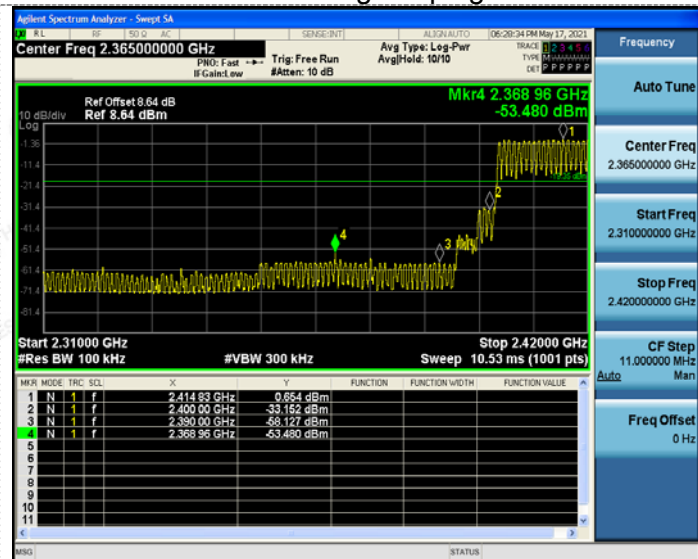 Agilent Spectrum Analyzer - Swept SA
RL RF 50 Ω AC SENSE:INT ALIGN AUTO 06:29:34 PM May 17, 2021
Center Freq 2.365000000 GHz
PNO: Fast
IFGain:Low
Trig: Free Run
#Atten: 10 dB
Avg Type: Log-Pwr
Avg|Hold: 10/10
TRACE 1 2 3 4 5 6
TYPE M
DET P P P P P P
Mkr4 2.368 96 GHz
-53.480 dBm
Ref Offset 8.64 dB
10 dB/div Ref 8.64 dBm
Log
-1.36
-11.4
-21.4
-31.4
-41.4
-51.4
-61.4
-71.4
-81.4
1
2
3
4
Start 2.31000 GHz Stop 2.42000 GHz
#Res BW 100 kHz #VBW 300 kHz Sweep 10.53 ms (1001 pts)
MKR MODE TRC SCL X Y FUNCTION FUNCTION WIDTH FUNCTION VALUE
1 N 1 f 2.414 83 GHz 0.654 dBm
2 N 1 f 2.400 00 GHz -33.152 dBm
3 N 1 f 2.390 00 GHz -58.127 dBm
4 N 1 f 2.368 96 GHz -53.480 dBm
5
6
7
8
9
10
11
MSG STATUS
Frequency
Auto Tune
Center Freq
2.365000000 GHz
Start Freq
2.310000000 GHz
Stop Freq
2.420000000 GHz
CF Step
11.000000 MHz
Auto Man
Freq Offset
0 Hz